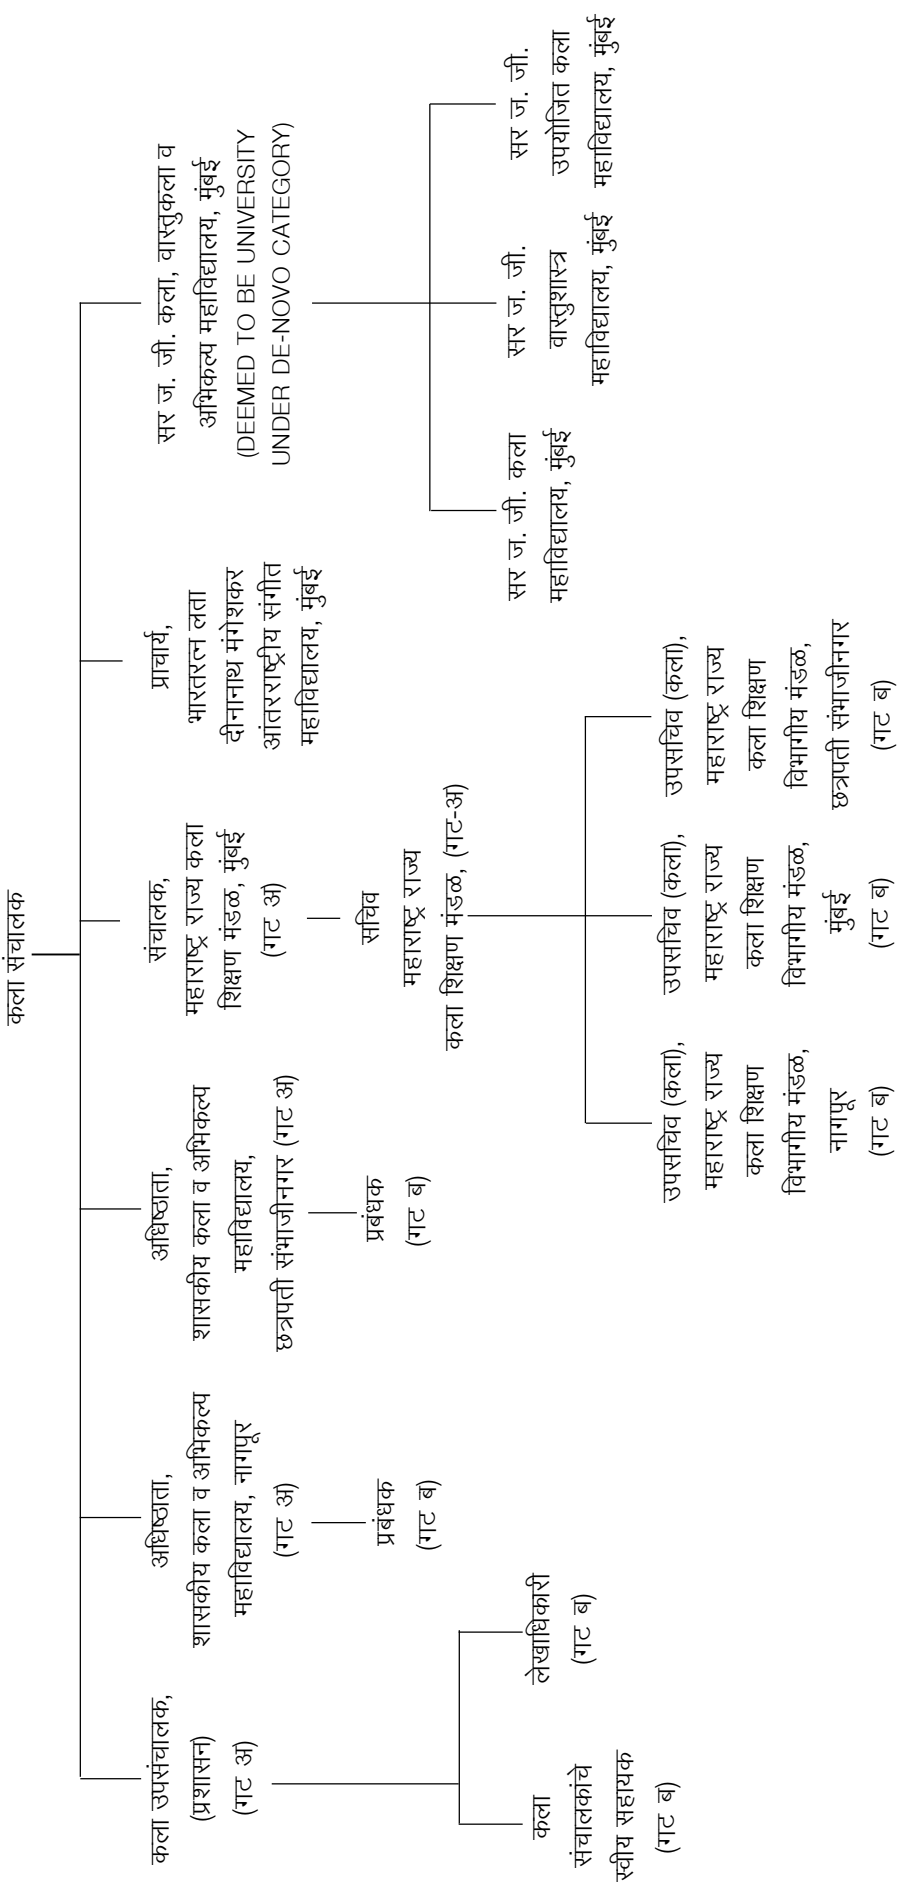 कला संचालक
कला उपसंचालक,
(प्रशासन)
(गट अ)
कला
संचालकांचे
स्वीय सहायक
(गट ब)
लेखाधिकारी
(गट ब)
अधिष्ठाता,
शासकीय कला व अभिकल्प
महाविद्यालय, नागपूर
(गट अ)
प्रबंधक
(गट ब)
अधिष्ठाता,
शासकीय कला व अभिकल्प
महाविद्यालय,
छत्रपती संभाजीनगर (गट अ)
प्रबंधक
(गट ब)
संचालक,
महाराष्ट्र राज्य कला
शिक्षण मंडळ, मुंबई
(गट अ)
सचिव
महाराष्ट्र राज्य
कला शिक्षण मंडळ, (गट-अ)
उपसचिव (कला),
महाराष्ट्र राज्य
कला शिक्षण
विभागीय मंडळ,
नागपूर
(गट ब)
उपसचिव (कला),
महाराष्ट्र राज्य
कला शिक्षण
विभागीय मंडळ,
मुंबई
(गट ब)
उपसचिव (कला),
महाराष्ट्र राज्य
कला शिक्षण
विभागीय मंडळ,
छत्रपती संभाजीनगर
(गट ब)
प्राचार्य,
भारतरत्न लता
दीनानाथ मंगेशकर
आंतरराष्ट्रीय संगीत
महाविद्यालय, मुंबई
सर ज. जी. कला, वास्तुकला व
अभिकल्प महाविद्यालय, मुंबई
(DEEMED TO BE UNIVERSITY
UNDER DE-NOVO CATEGORY)
सर ज. जी. कला
महाविद्यालय, मुंबई
सर ज. जी.
वास्तुशास्त्र
महाविद्यालय, मुंबई
सर ज. जी.
उपयोजित कला
महाविद्यालय, मुंबई